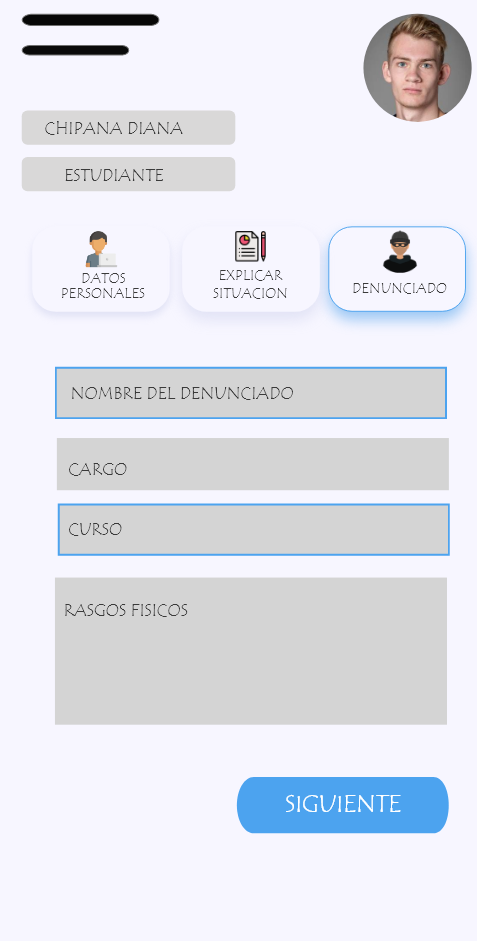 CHIPANA DIANA
ESTUDIANTE
DATOS
PERSONALES
EXPLICAR
SITUACION
DENUNCIADO
NOMBRE DEL DENUNCIADO
CARGO
CURSO
RASGOS FISICOS
SIGUIENTE